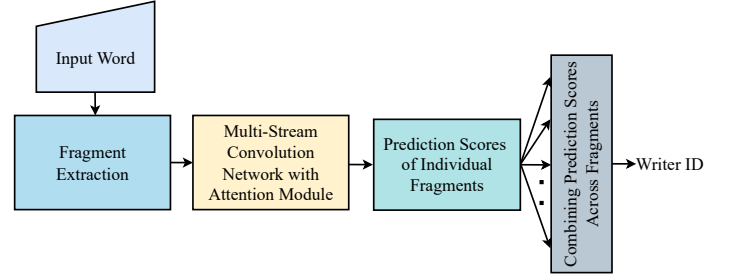 Input Word
Fragment
Extraction
Multi-Stream
Convolution
Network with
Attention Module
Prediction Scores
of Individual
Fragments
Combining Prediction Scores
Across Fragments
Writer ID